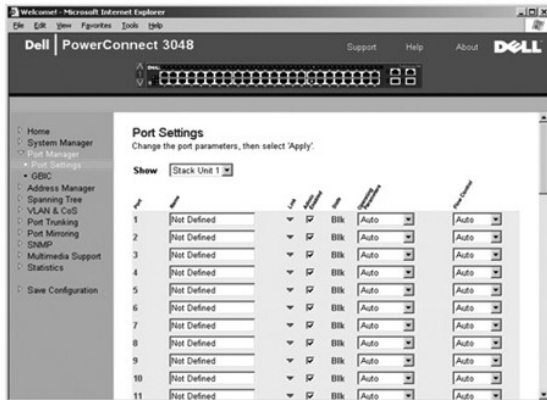 Welcome! - Microsoft Internet Explorer
File Edit View Favorites Tools Help
Dell | PowerConnect 3048
Support Help About DELL
Home
System Manager
Port Manager
Port Settings
GBIC
Address Manager
Spanning Tree
VLAN & CoS
Port Trunking
Port Mirroring
SNMP
Multimedia Support
Statistics
Save Configuration
Port Settings
Change the port parameters, then select 'Apply'.
Show Stack Unit 1
Port Name Link Admin Enabled State Operating Parameters Flow Control
1 Not Defined Blk Auto Auto
2 Not Defined Blk Auto Auto
3 Not Defined Blk Auto Auto
4 Not Defined Blk Auto Auto
5 Not Defined Blk Auto Auto
6 Not Defined Blk Auto Auto
7 Not Defined Blk Auto Auto
8 Not Defined Blk Auto Auto
9 Not Defined Blk Auto Auto
10 Not Defined Blk Auto Auto
11 Not Defined Blk Auto Auto